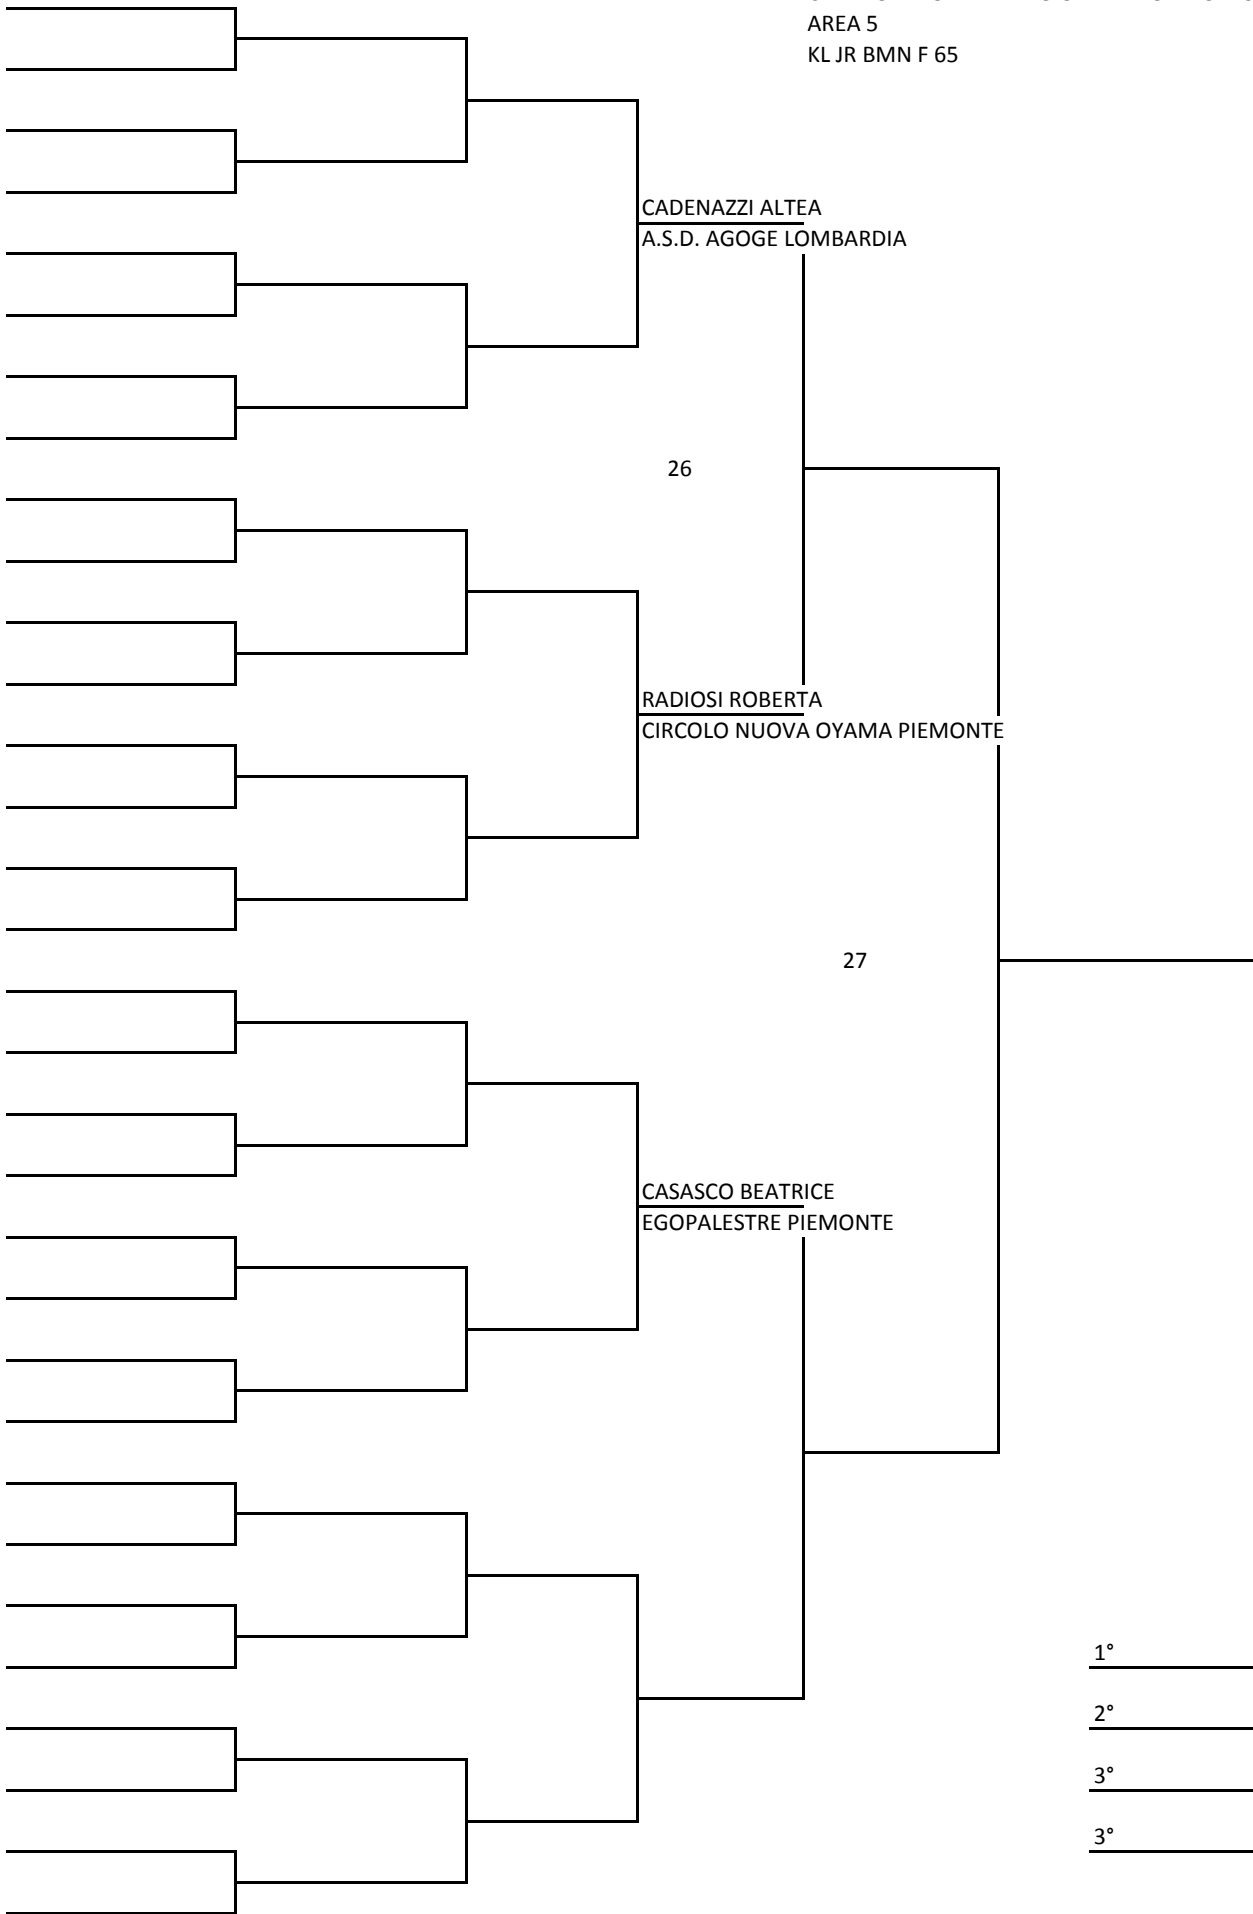 AREA 5
KL JR BMN F 65
CADENAZZI ALTEA
A.S.D. AGOGE LOMBARDIA
26
RADIOSI ROBERTA
CIRCOLO NUOVA OYAMA PIEMONTE
27
CASASCO BEATRICE
EGOPALESTRE PIEMONTE
1°
2°
3°
3°